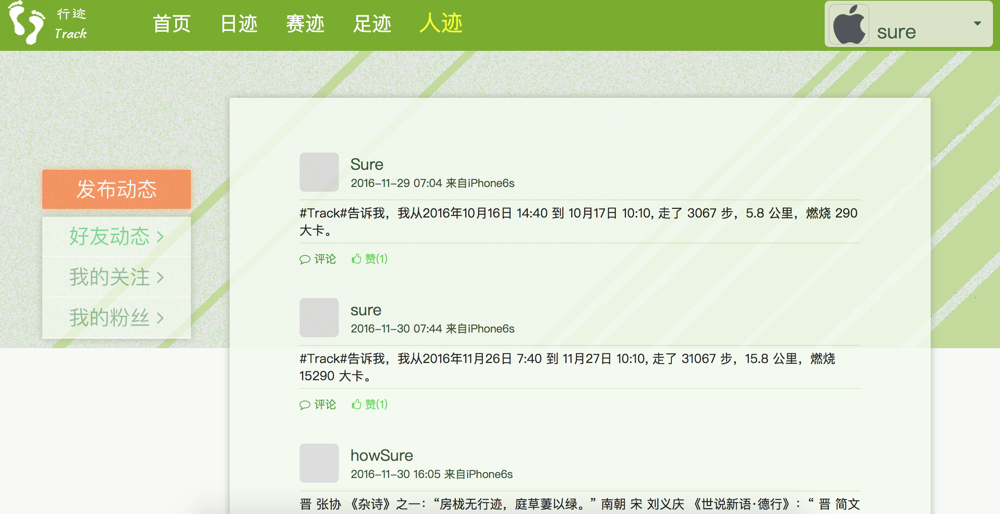 行迹
Track
首页 日迹 赛迹 足迹 人迹
sure
发布动态
好友动态
我的关注
我的粉丝
Sure
2016-11-29 07:04 来自iPhone6s
#Track#告诉我，我从2016年10月16日 14:40 到 10月17日 10:10, 走了 3067 步，5.8 公里，燃烧 290
大卡。
评论 赞(1)
sure
2016-11-30 07:44 来自iPhone6s
#Track#告诉我，我从2016年11月26日 7:40 到 11月27日 10:10, 走了 31067 步，15.8 公里，燃烧
15290 大卡。
评论 赞(1)
howSure
2016-11-30 16:05 来自iPhone6s
晋 张协 《杂诗》之一：“房栊无行迹，庭草萋以绿。” 南朝 宋 刘义庆 《世说新语·德行》：“ 晋 简文